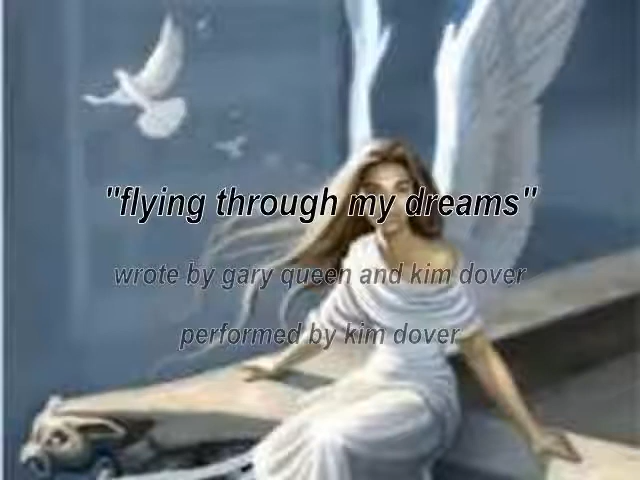 "flying through my dreams"
wrote by gary queen and kim dover
performed by kim dover